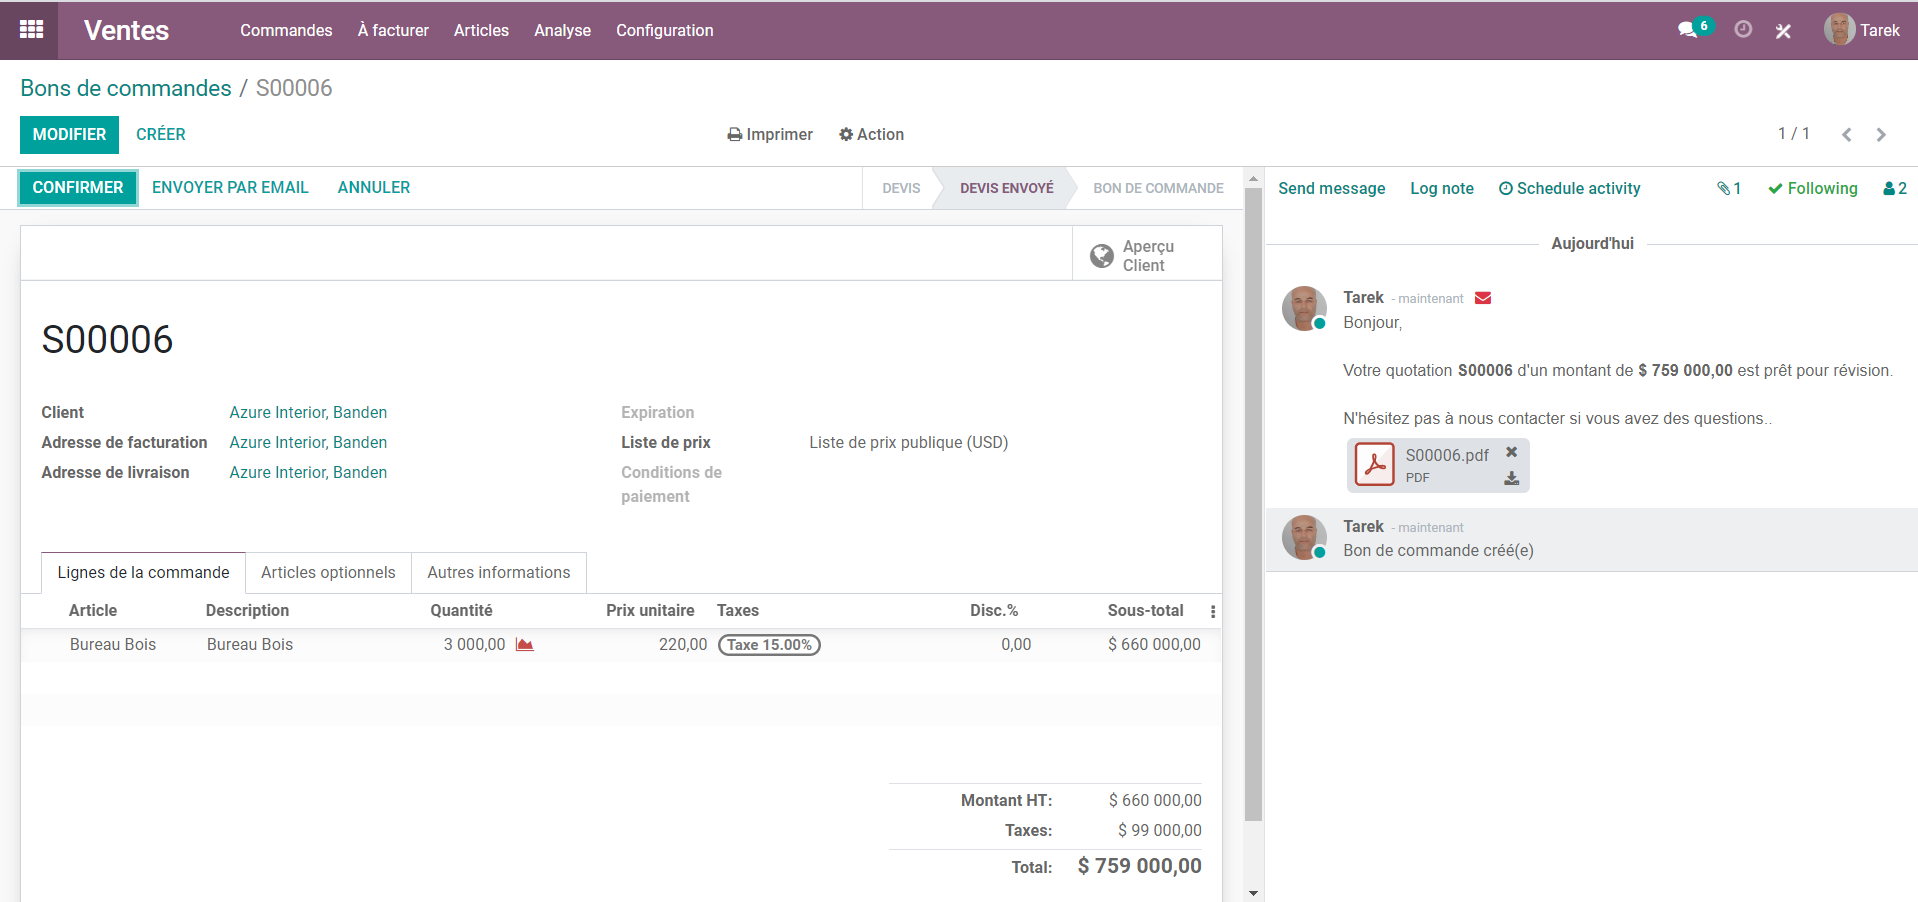 Ventes Commandes À facturer Articles Analyse Configuration 6 Tarek
Bons de commandes / S00006
MODIFIER CRÉER Imprimer Action 1 / 1
CONFIRMER ENVOYER PAR EMAIL ANNULER DEVIS DEVIS ENVOYÉ BON DE COMMANDE
Send message Log note Schedule activity 1 Following 2
Aperçu
Client
S00006
Client Azure Interior, Banden
Adresse de facturation Azure Interior, Banden
Adresse de livraison Azure Interior, Banden
Expiration
Liste de prix Liste de prix publique (USD)
Conditions de
paiement
Lignes de la commande Articles optionnels Autres informations
Article Description Quantité Prix unitaire Taxes Disc.% Sous-total
Bureau Bois Bureau Bois 3 000,00 220,00 Taxe 15.00% 0,00 $ 660 000,00
Montant HT: $ 660 000,00
Taxes: $ 99 000,00
Total: $ 759 000,00
Aujourd'hui
Tarek - maintenant
Bonjour,
Votre quotation S00006 d'un montant de $ 759 000,00 est prêt pour révision.
N'hésitez pas à nous contacter si vous avez des questions..
S00006.pdf
PDF
Tarek - maintenant
Bon de commande créé(e)